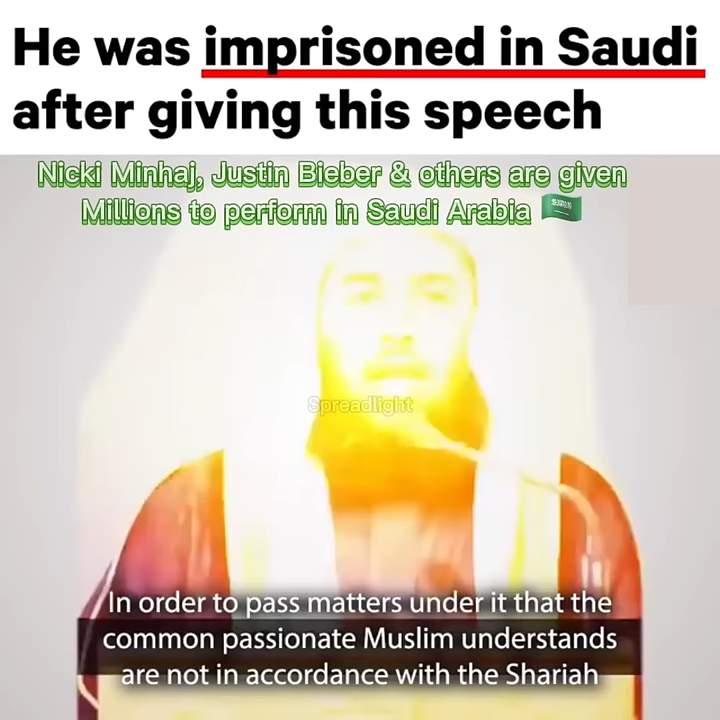 He was imprisoned in Saudi
after giving this speech
Nicki Minhaj, Justin Bieber & others are given
Millions to perform in Saudi Arabia 🇸🇦
Spreadlight
In order to pass matters under it that the
common passionate Muslim understands
are not in accordance with the Shariah